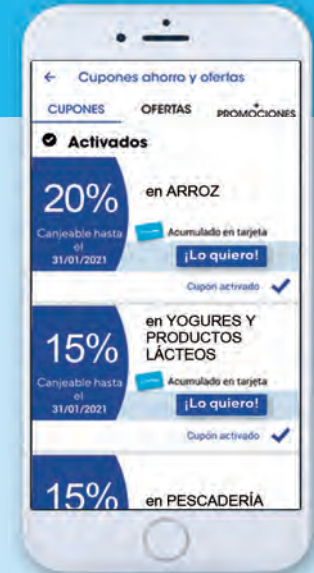 ← Cupones ahorro y ofertas
CUPONES OFERTAS + PROMOCIONES
Activados
20%
Canjeable hasta
el
31/01/2021
en ARROZ
Acumulado en tarjeta
¡Lo quiero!
Cupón activado
15%
Canjeable hasta
el
31/01/2021
en YOGURES Y
PRODUCTOS
LÁCTEOS
Acumulado en tarjeta
¡Lo quiero!
Cupón activado
15%
en PESCADERÍA